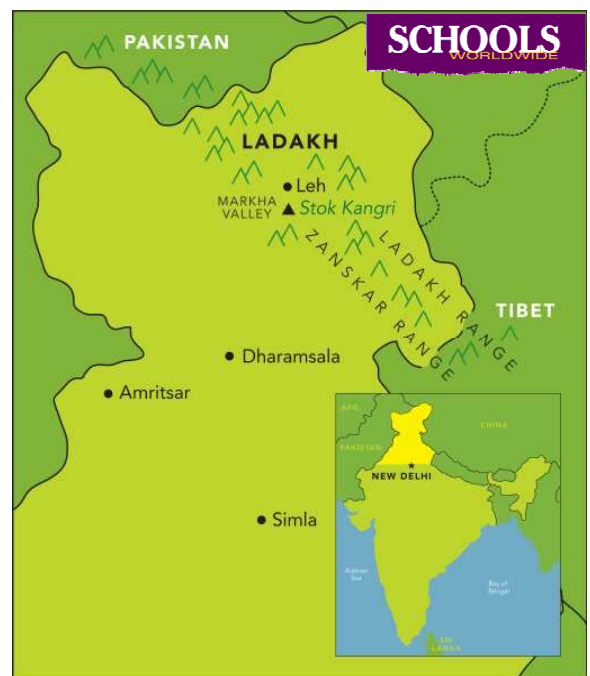 SCHOOLS
WORLDWIDE
PAKISTAN
LADAKH
Leh
MARKHA
VALLEY
Stok Kangri
ZANSKAR RANGE
LADAKH RANGE
TIBET
Dharamsala
Amritsar
Simla
AFG.
CHINA
PAKISTAN
NEW DELHI
Arabian
Sea
Bay of
Bengal
SRI
LANKA